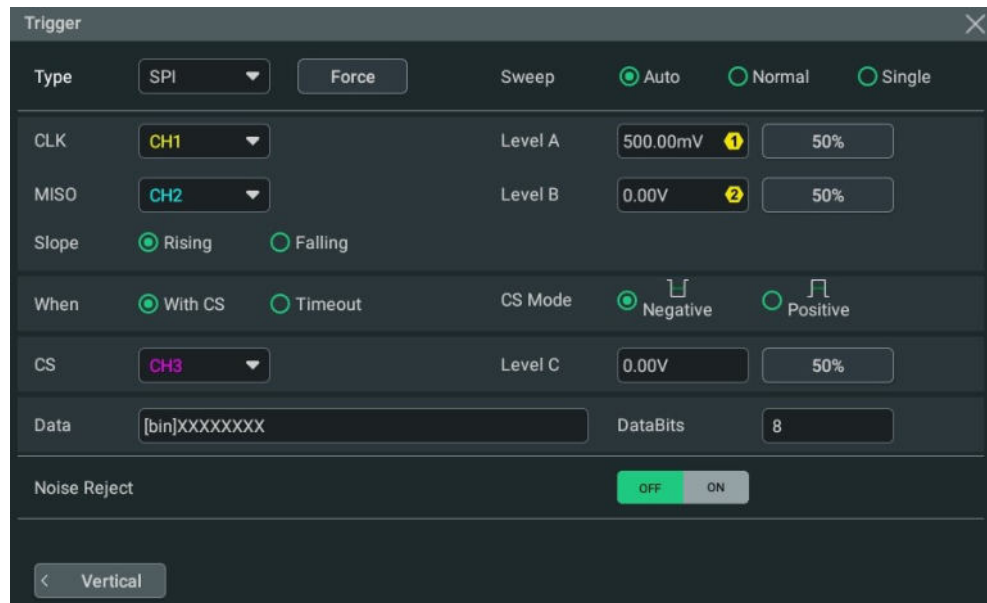 Trigger
Type SPI Force Sweep Auto Normal Single
CLK CH1 Level A 500.00mV 1 50%
MISO CH2 Level B 0.00V 2 50%
Slope Rising Falling
When With CS Timeout CS Mode Negative Positive
CS CH3 Level C 0.00V 50%
Data [bin]XXXXXXXX DataBits 8
Noise Reject OFF ON
< Vertical